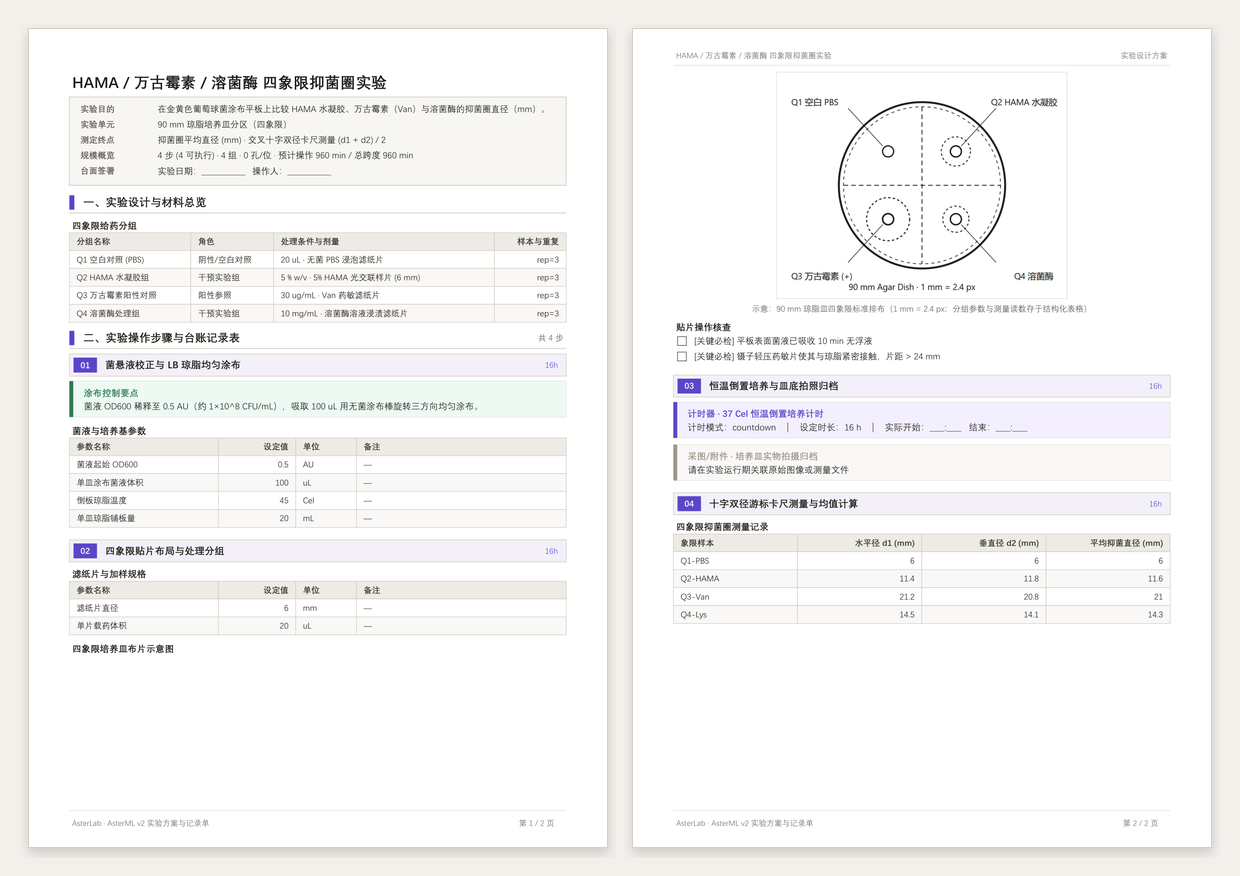 HAMA / 万古霉素 / 溶菌酶 四象限抑菌圈实验
实验目的 在金黄色葡萄球菌涂布平板上比较 HAMA 水凝胶、万古霉素（Van）与溶菌酶的抑菌圈直径（mm）。
实验单元 90 mm 琼脂培养皿分区（四象限）
测定终点 抑菌圈平均直径 (mm) · 交叉十字双径卡尺测量 (d1 + d2) / 2
规模概览 4 步 (4 可执行) · 4 组 · 0 孔/位 · 预计操作 960 min / 总跨度 960 min
台面签署 实验日期：__________ 操作人：__________
一、实验设计与材料总览
四象限给药分组
分组名称 角色 处理条件与剂量 样本与重复
Q1 空白对照 (PBS) 阴性/空白对照 20 uL · 无菌 PBS 浸泡滤纸片 rep=3
Q2 HAMA 水凝胶组 干预实验组 5 % w/v · 5% HAMA 光交联样片 (6 mm) rep=3
Q3 万古霉素阳性对照 阳性参照 30 ug/mL · Van 药敏滤纸片 rep=3
Q4 溶菌酶处理组 干预实验组 10 mg/mL · 溶菌酶溶液浸渍滤纸片 rep=3
二、实验操作步骤与台账记录表 共 4 步
01 菌悬液校正与 LB 琼脂均匀涂布 16h
涂布控制要点
菌液 OD600 稀释至 0.5 AU（约 1×10^8 CFU/mL），吸取 100 uL 用无菌涂布棒旋转三方向均匀涂布。
菌液与培养基参数
参数名称 设定值 单位 备注
菌液起始 OD600 0.5 AU —
单皿涂布菌液体积 100 uL —
倒板琼脂温度 45 Cel —
单皿琼脂铺板量 20 mL —
02 四象限贴片布局与处理分组 16h
滤纸片与加样规格
参数名称 设定值 单位 备注
滤纸片直径 6 mm —
单片载药体积 20 uL —
四象限培养皿布片示意图
AsterLab · AsterML v2 实验方案与记录单 第 1 / 2 页
HAMA / 万古霉素 / 溶菌酶 四象限抑菌圈实验 实验设计方案
Q1 空白 PBS Q2 HAMA 水凝胶
Q3 万古霉素 (+) Q4 溶菌酶
90 mm Agar Dish · 1 mm = 2.4 px
示意：90 mm 琼脂皿四象限标准排布（1 mm = 2.4 px；分组参数与测量读数存于结构化表格）
贴片操作核查
[关键必检] 平板表面菌液已吸收 10 min 无浮液
[关键必检] 镊子轻压药敏片使其与琼脂紧密接触，片距 > 24 mm
03 恒温倒置培养与皿底拍照归档 16h
计时器 · 37 Cel 恒温倒置培养计时
计时模式：countdown | 设定时长：16 h | 实际开始：___:___ 结束：___:___
采图/附件 · 培养皿实物拍摄归档
请在实验运行期关联原始图像或测量文件
04 十字双径游标卡尺测量与均值计算 16h
四象限抑菌圈测量记录
象限样本 水平径 d1 (mm) 垂直径 d2 (mm) 平均抑菌直径 (mm)
Q1-PBS 6 6 6
Q2-HAMA 11.4 11.8 11.6
Q3-Van 21.2 20.8 21
Q4-Lys 14.5 14.1 14.3
AsterLab · AsterML v2 实验方案与记录单 第 2 / 2 页